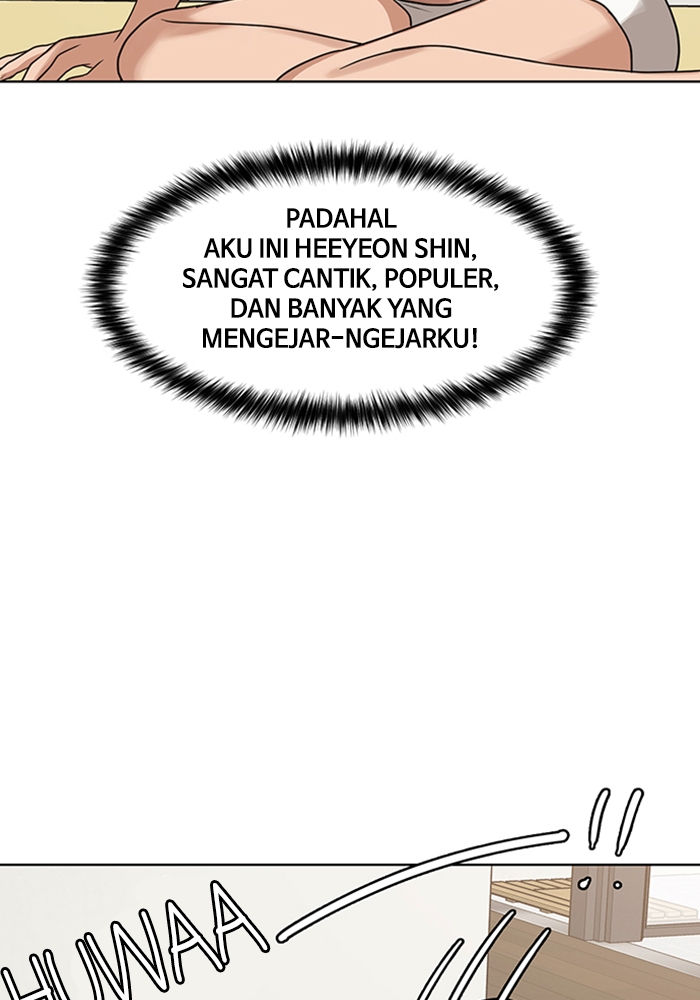 PADAHAL
AKU INI HEEYEON SHIN,
SANGAT CANTIK, POPULER,
DAN BANYAK YANG
MENGEJAR-NGEJARKU!
HUWAA